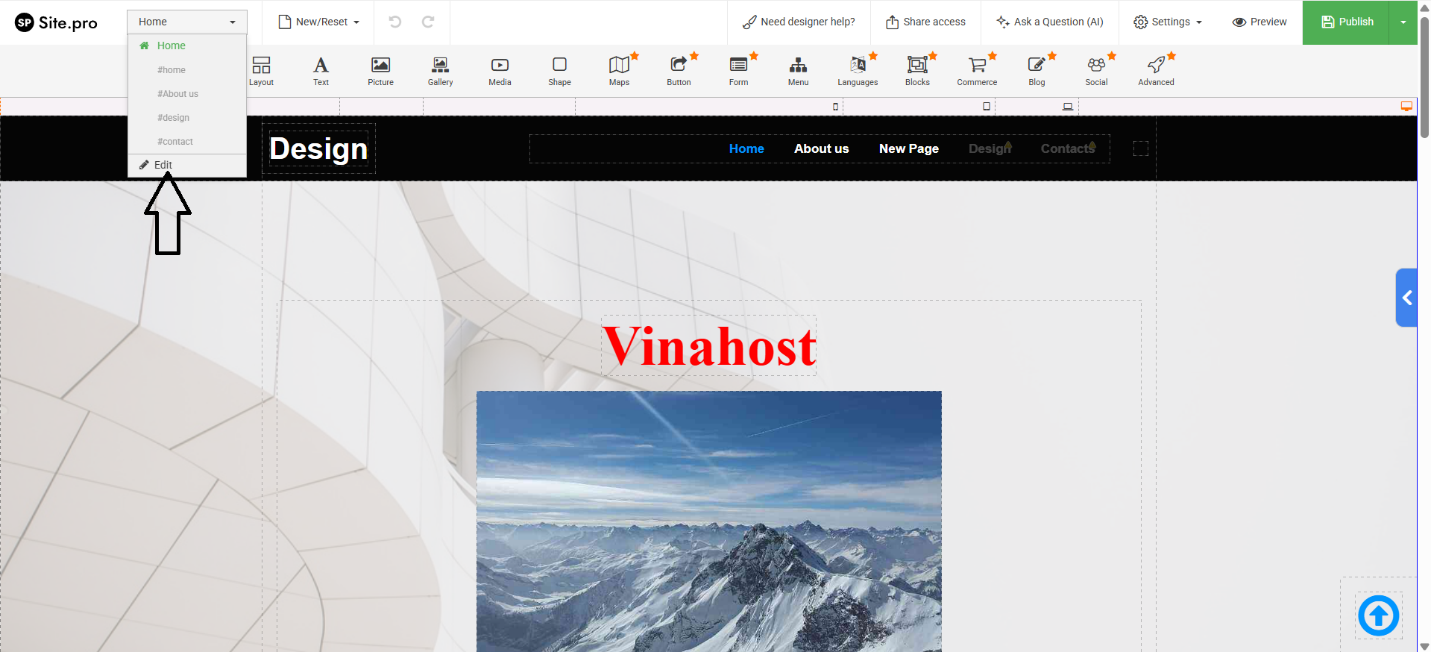 SP Site.pro
Home
New/Reset
Need designer help?
Share access
Ask a Question (AI)
Settings
Preview
Publish
Home
#home
#About us
#design
#contact
Edit
Layout
Text
Picture
Gallery
Media
Shape
Maps
Button
Form
Menu
Languages
Blocks
Commerce
Blog
Social
Advanced
Design
Home
About us
New Page
Design
Contacts
Vinahost